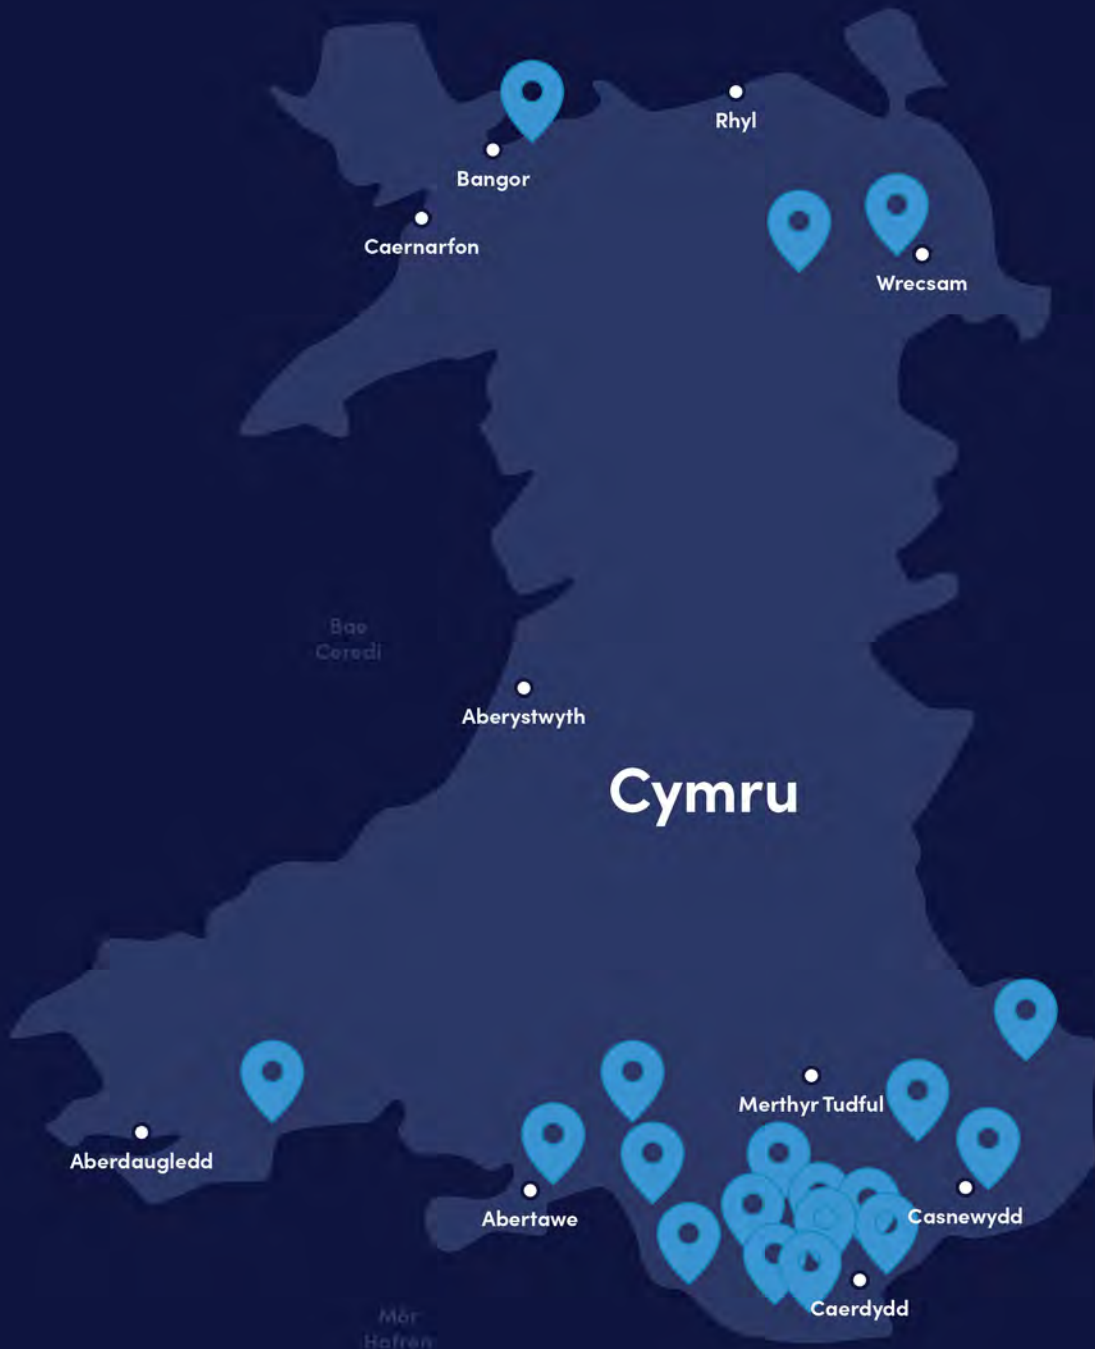 Rhyl
Bangor
Caernarfon
Wrecsam
Bae
Ceredi
Aberystwyth
Cymru
Merthyr Tudful
Aberdaugledd
Abertawe
Casnewydd
Caerdydd
Môr
Hafren